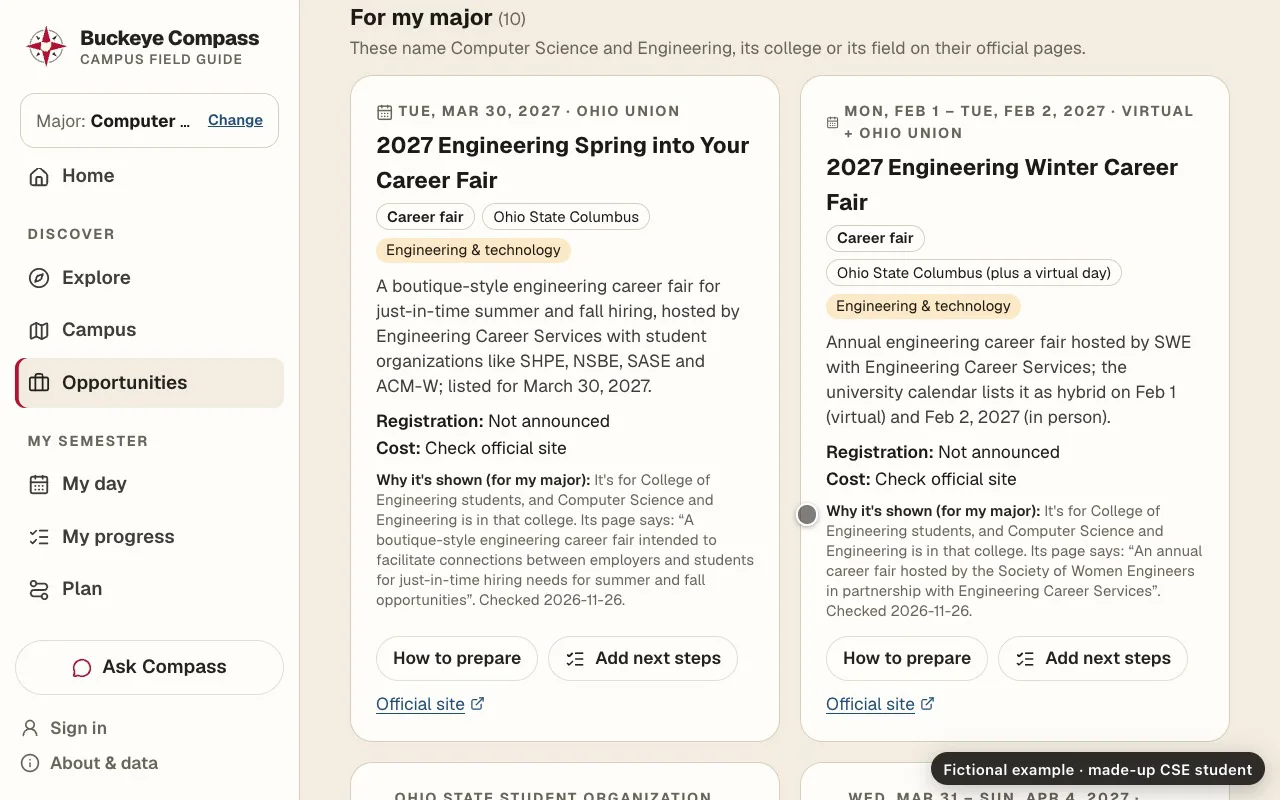 Buckeye Compass
CAMPUS FIELD GUIDE
Major: Computer ... Change
Home
DISCOVER
Explore
Campus
Opportunities
MY SEMESTER
My day
My progress
Plan
Ask Compass
Sign in
About & data
For my major (10)
These name Computer Science and Engineering, its college or its field on their official pages.
TUE, MAR 30, 2027 · OHIO UNION
2027 Engineering Spring into Your
Career Fair
Career fair
Ohio State Columbus
Engineering & technology
A boutique-style engineering career fair for
just-in-time summer and fall hiring, hosted by
Engineering Career Services with student
organizations like SHPE, NSBE, SASE and
ACM-W; listed for March 30, 2027.
Registration: Not announced
Cost: Check official site
Why it's shown (for my major): It's for College of
Engineering students, and Computer Science and
Engineering is in that college. Its page says: “A
boutique-style engineering career fair intended to
facilitate connections between employers and students
for just-in-time hiring needs for summer and fall
opportunities”. Checked 2026-11-26.
How to prepare
Add next steps
Official site
MON, FEB 1 – TUE, FEB 2, 2027 · VIRTUAL
+ OHIO UNION
2027 Engineering Winter Career
Fair
Career fair
Ohio State Columbus (plus a virtual day)
Engineering & technology
Annual engineering career fair hosted by SWE
with Engineering Career Services; the
university calendar lists it as hybrid on Feb 1
(virtual) and Feb 2, 2027 (in person).
Registration: Not announced
Cost: Check official site
Why it's shown (for my major): It's for College of
Engineering students, and Computer Science and
Engineering is in that college. Its page says: “An annual
career fair hosted by the Society of Women Engineers
in partnership with Engineering Career Services”.
Checked 2026-11-26.
How to prepare
Add next steps
Official site
OHIO STATE STUDENT ORGANIZATION
WED, MAR 31 – SUN, APR 4, 2027 ·
Fictional example · made-up CSE student